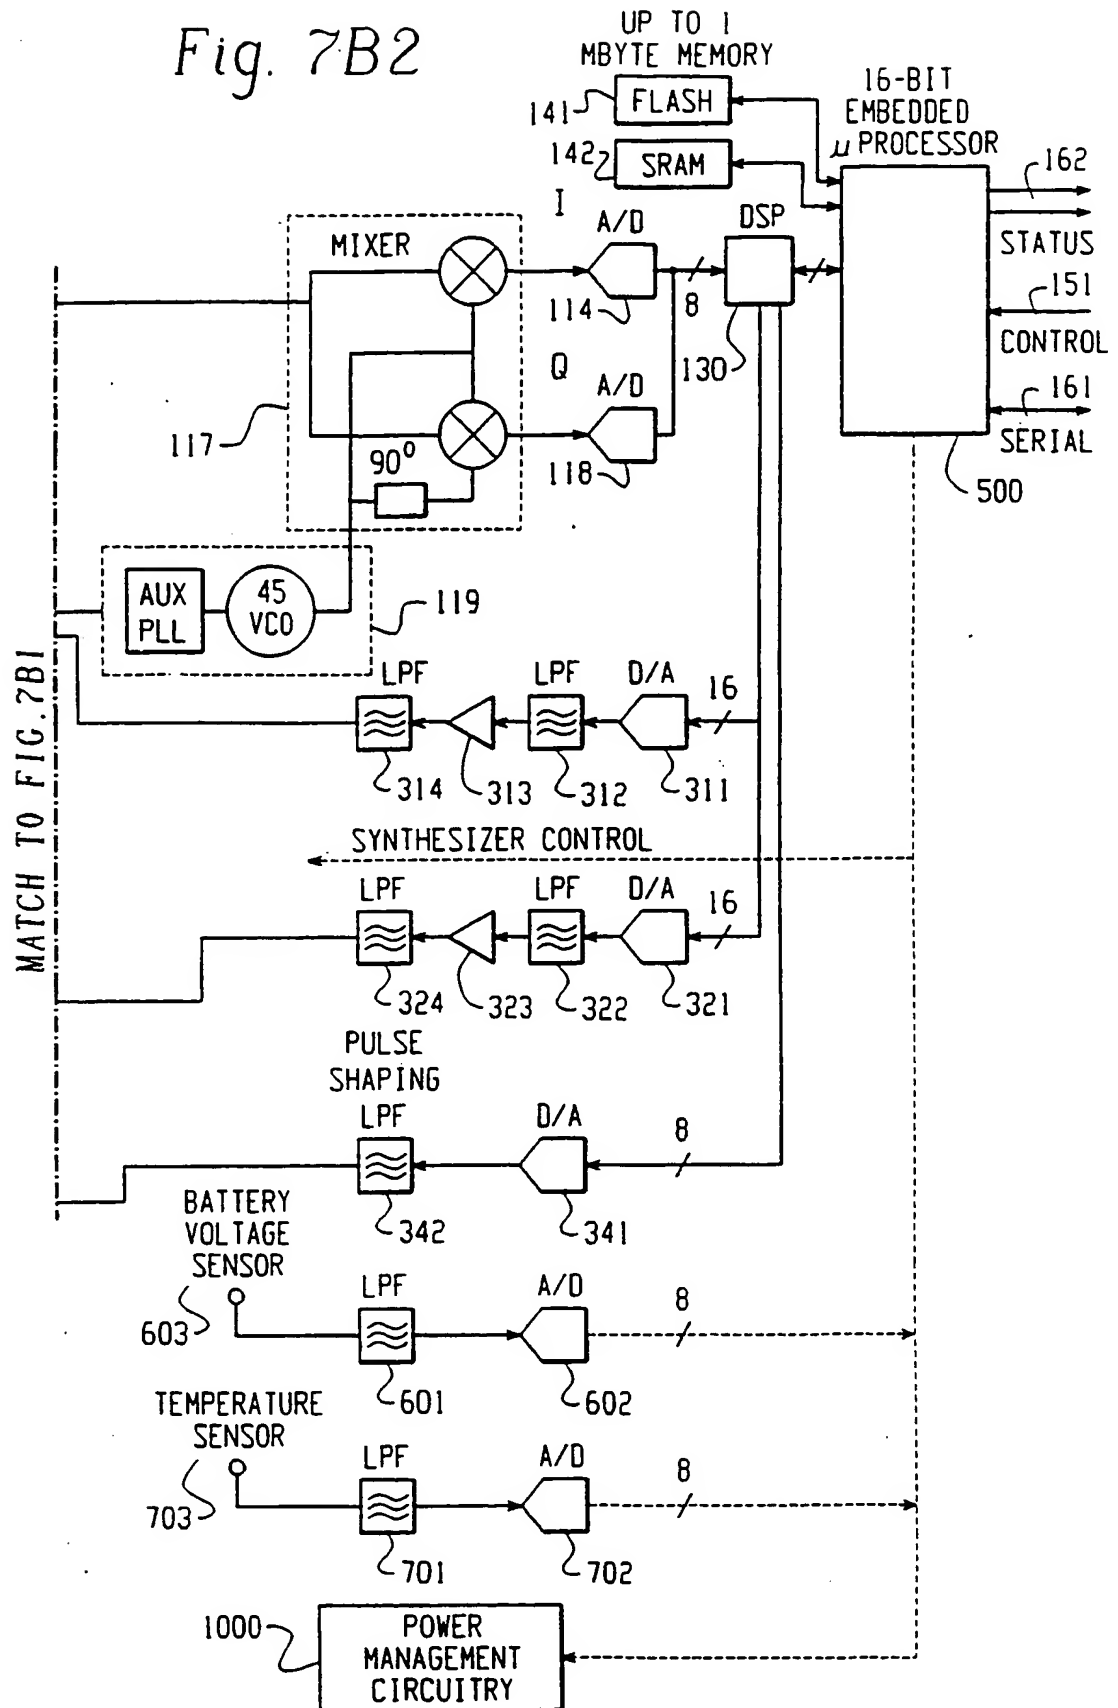 Fig. 7B2
UP TO 1
MBYTE MEMORY
141
FLASH
142
SRAM
16-BIT
EMBEDDED
μ PROCESSOR
162
STATUS
151
CONTROL
161
SERIAL
500
I
A/D
DSP
MIXER
114
8
130
Q
A/D
118
117
90°
AUX
PLL
45
VCO
119
MATCH TO FIG. 7B1
LPF
LPF
D/A
16
314
313
312
311
SYNTHESIZER CONTROL
LPF
LPF
D/A
16
324
323
322
321
PULSE
SHAPING
LPF
D/A
8
342
341
BATTERY
VOLTAGE
SENSOR
603
LPF
A/D
8
601
602
TEMPERATURE
SENSOR
703
LPF
A/D
8
701
702
1000
POWER
MANAGEMENT
CIRCUITRY